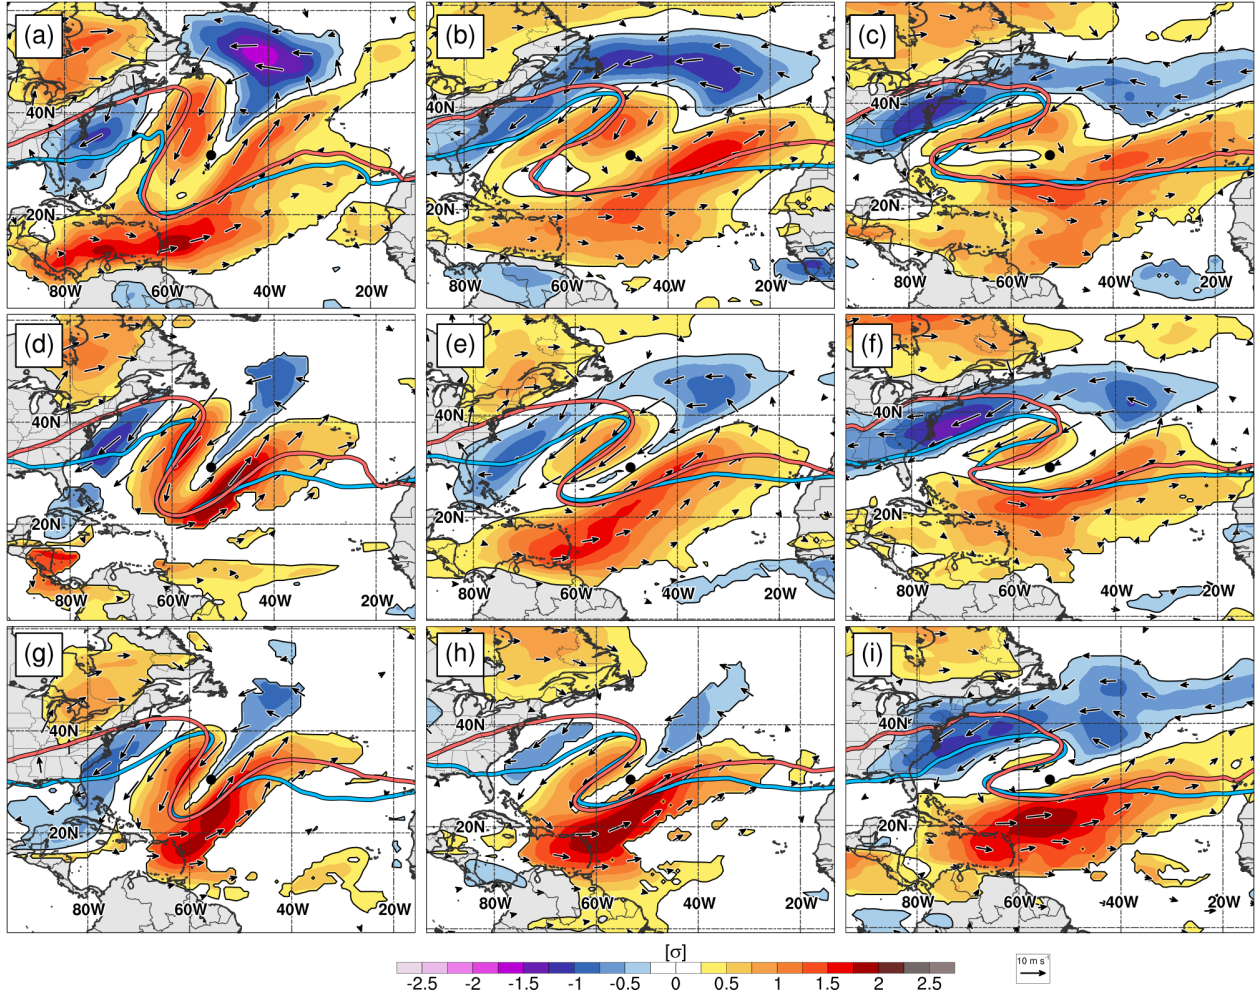 (a) (b) (c)
40N 40N 40N
20N 20N 20N
80W 60W 40W 20W 80W 60W 40W 20W 80W 60W 40W 20W
(d) (e) (f)
40N 40N 40N
20N 20N 20N
80W 60W 40W 20W 60W 40W 20W 80W 60W 40W 20W
(g) (h) (i)
40N 40N 40N
20N 20N 20N
80W 60W 40W 20W 80W 60W 40W 20W 80W 60W 40W 20W
[σ]
-2.5 -2 -1.5 -1 -0.5 0 0.5 1 1.5 2 2.5
10 m s⁻¹